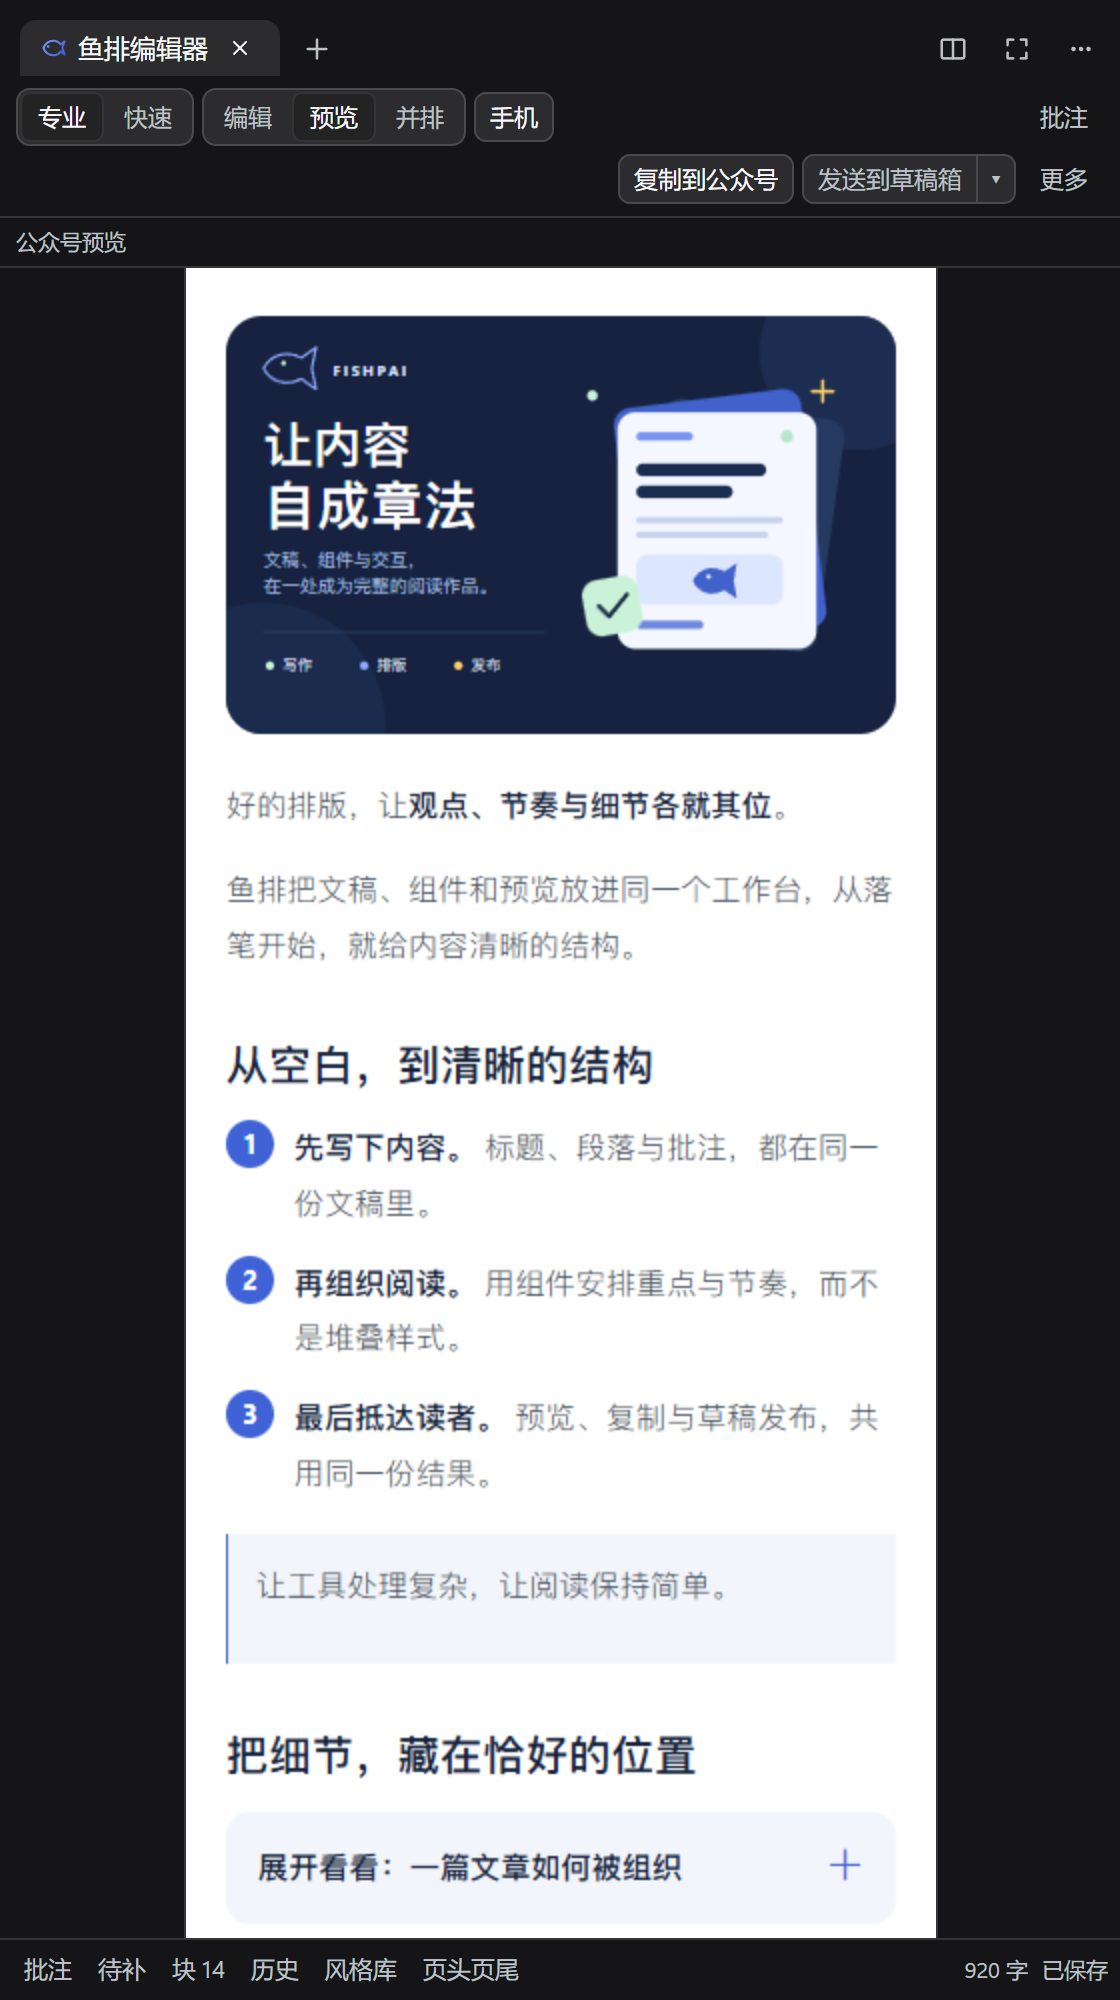 鱼排编辑器
专业 快速 编辑 预览 并排 手机 批注
复制到公众号 发送到草稿箱 更多
公众号预览
FISHPAI
让内容
自成章法
文稿、组件与交互，
在一处成为完整的阅读作品。
写作 排版 发布
好的排版，让观点、节奏与细节各就其位。
鱼排把文稿、组件和预览放进同一个工作台，从落
笔开始，就给内容清晰的结构。
从空白，到清晰的结构
1 先写下内容。 标题、段落与批注，都在同一
份文稿里。
2 再组织阅读。 用组件安排重点与节奏，而不
是堆叠样式。
3 最后抵达读者。 预览、复制与草稿发布，共
用同一份结果。
让工具处理复杂，让阅读保持简单。
把细节，藏在恰好的位置
展开看看：一篇文章如何被组织
批注 待补 块 14 历史 风格库 页头页尾 920 字 已保存